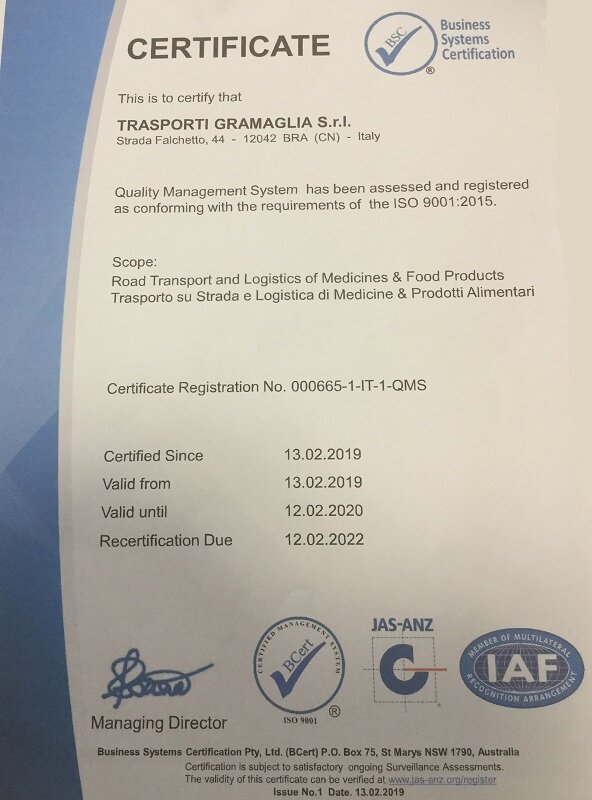 CERTIFICATE
BSC
®
Business
Systems
Certification
This is to certify that
TRASPORTI GRAMAGLIA S.r.l.
Strada Falchetto, 44 - 12042 BRA (CN) - Italy
Quality Management System has been assessed and registered
as conforming with the requirements of the ISO 9001:2015.
Scope:
Road Transport and Logistics of Medicines & Food Products
Trasporto su Strada e Logistica di Medicine & Prodotti Alimentari
Certificate Registration No. 000665-1-IT-1-QMS
Certified Since 13.02.2019
Valid from 13.02.2019
Valid until 12.02.2020
Recertification Due 12.02.2022
Managing Director
CERTIFIED MANAGEMENT SYSTEM
BCert
®
ISO 9001
JAS-ANZ
®
MEMBER OF MULTILATERAL
IAF
RECOGNITION ARRANGEMENT
Business Systems Certification Pty, Ltd. (BCert) P.O. Box 75, St Marys NSW 1790, Australia
Certification is subject to satisfactory ongoing Surveillance Assessments.
The validity of this certificate can be verified at www.jas-anz.org/register
Issue No.1 Date. 13.02.2019